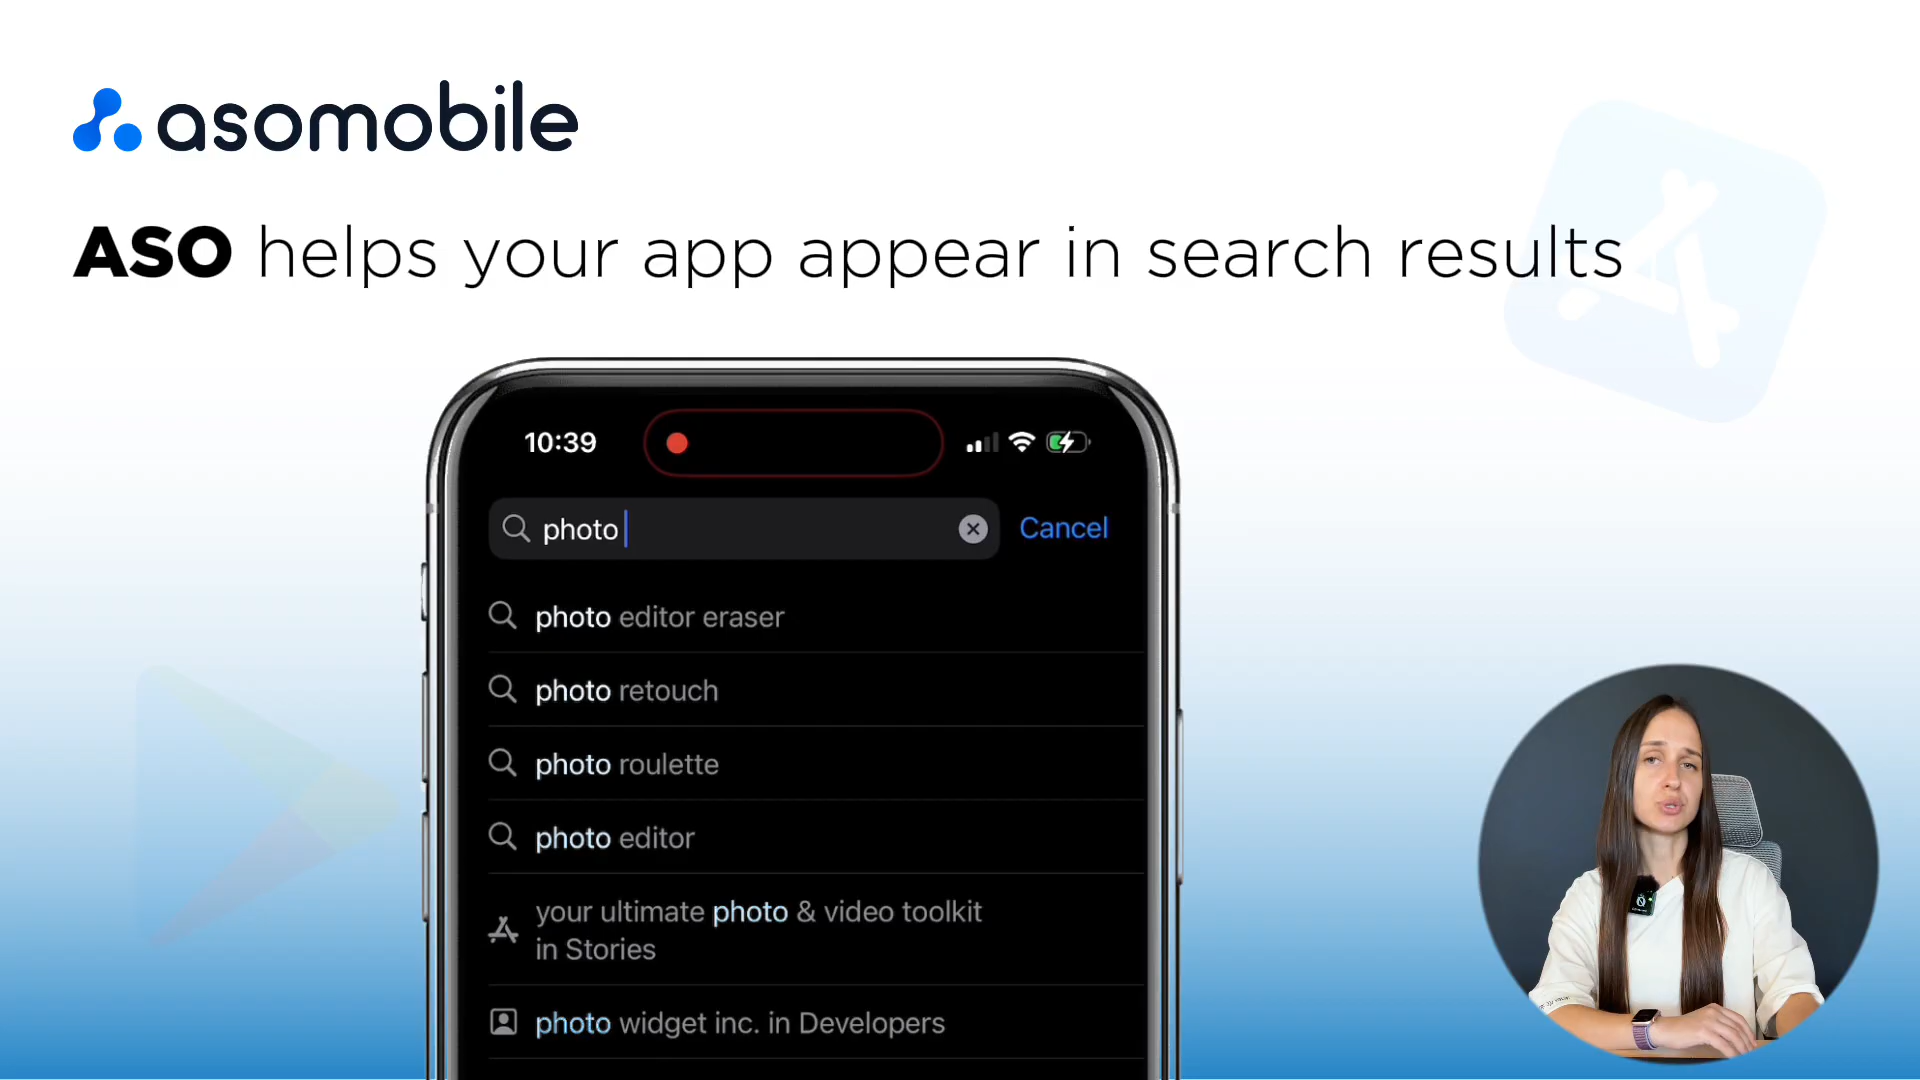 asomobile
ASO helps your app appear in search results
10:39
photo
Cancel
photo editor eraser
photo retouch
photo roulette
photo editor
your ultimate photo & video toolkit
in Stories
photo widget inc. in Developers